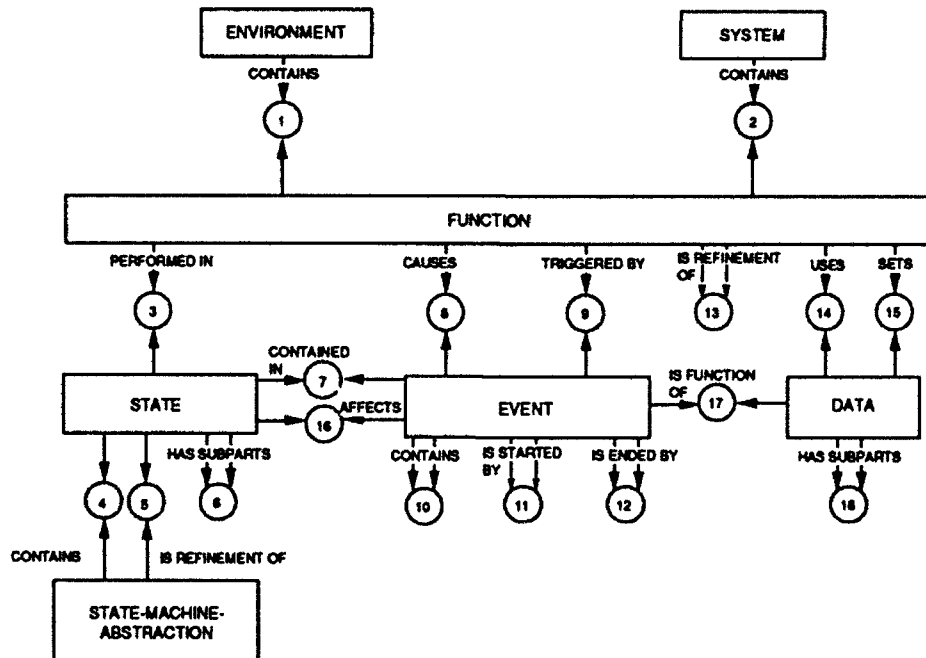 ENVIRONMENT
SYSTEM
CONTAINS
CONTAINS
1
2
FUNCTION
PERFORMED IN
CAUSES
TRIGGERED BY
IS REFINEMENT
OF
USES
SETS
3
8
9
13
14
15
CONTAINED
IN
7
IS FUNCTION
OF
17
STATE
AFFECTS
16
EVENT
DATA
HAS SUBPARTS
CONTAINS
IS STARTED
BY
IS ENDED BY
HAS SUBPARTS
4
5
6
10
11
12
18
CONTAINS
IS REFINEMENT OF
STATE-MACHINE-
ABSTRACTION